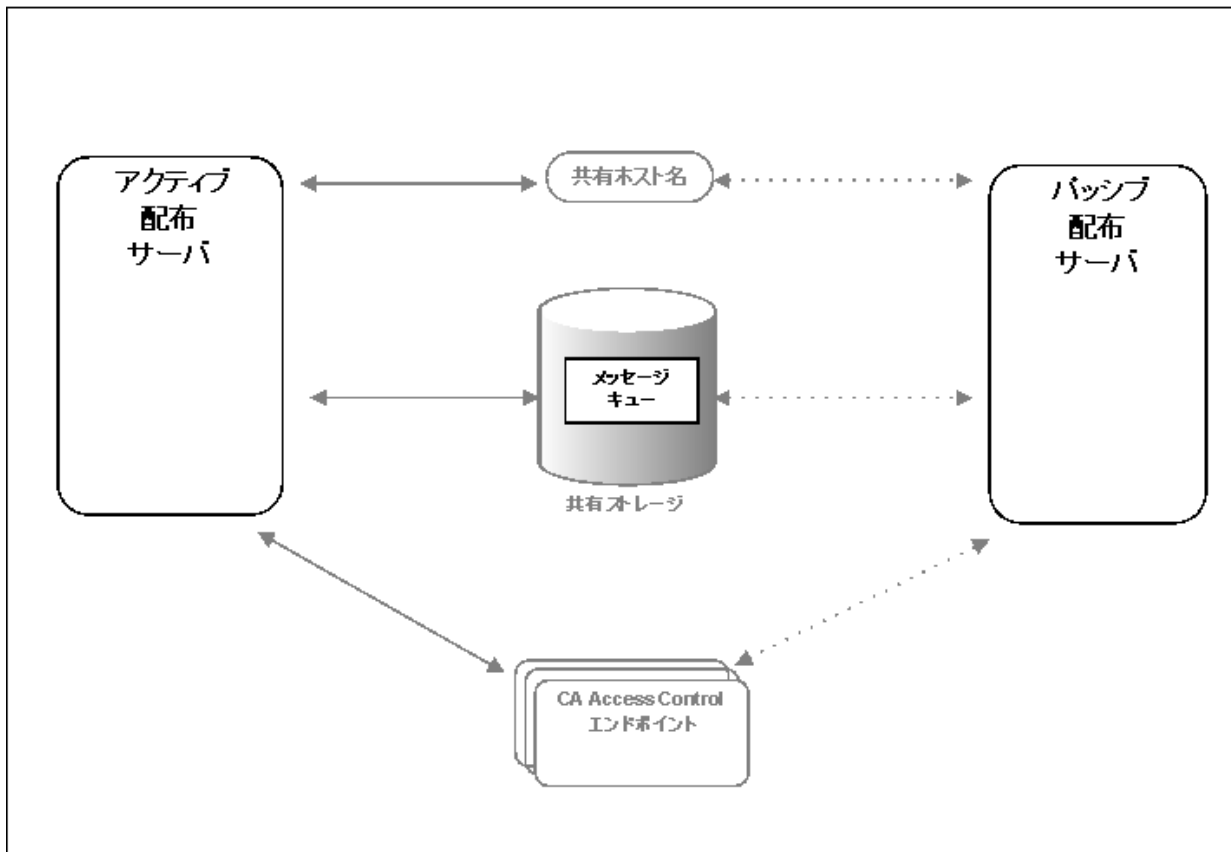 アクティブ
配布
サーバ
共有ホスト名
パッシブ
配布
サーバ
メッセージ
キュー
共有ストレージ
CA Access Control
エンドポイント